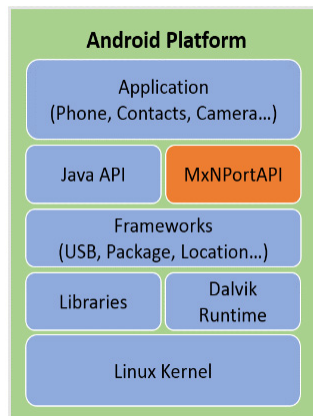 Android Platform
Application
(Phone, Contacts, Camera...)
Java API
MxNPortAPI
Frameworks
(USB, Package, Location...)
Libraries
Dalvik
Runtime
Linux Kernel